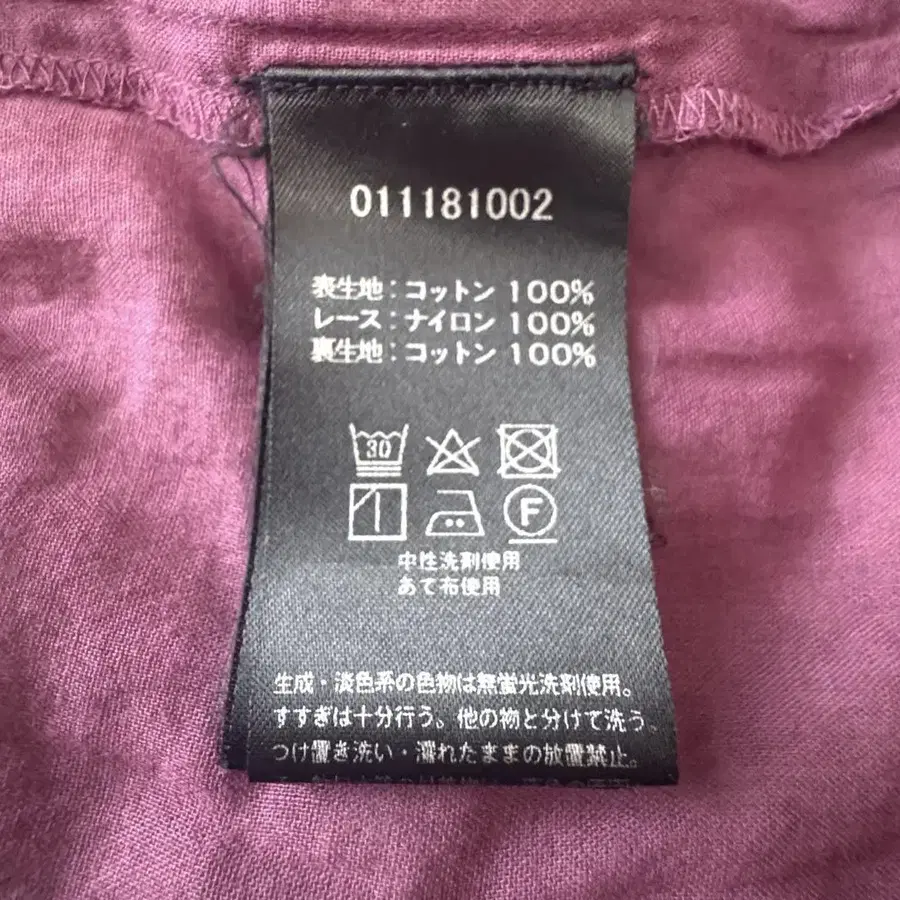 011181002
表生地：コットン 100%
レース：ナイロン 100%
裏生地：コットン 100%
30
F
中性洗剤使用
あて布使用
生成・淡色系の色物は無蛍光洗剤使用。
すすぎは十分行う。他の物と分けて洗う。
つけ置き洗い・濡れたままの放置禁止。